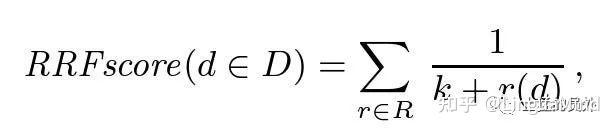 RRFscore(d ∈ D) = ∑_{r∈R} 1/(k + r(d)),
知乎